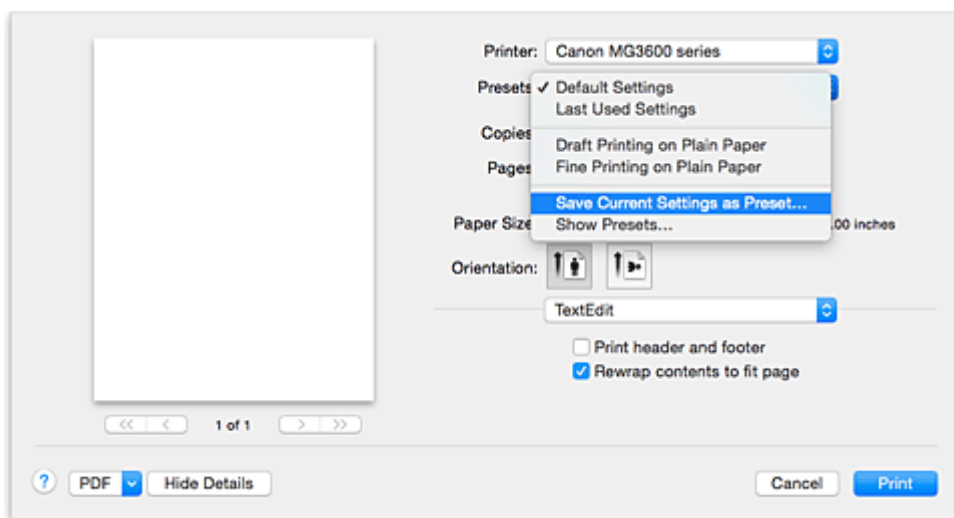 Printer: Canon MG3600 series
Presets ✓ Default Settings
Last Used Settings
Copies
Draft Printing on Plain Paper
Pages Fine Printing on Plain Paper
Save Current Settings as Preset...
Paper Size Show Presets... .00 inches
Orientation:
TextEdit
Print header and footer
Rewrap contents to fit page
1 of 1
? PDF Hide Details Cancel Print